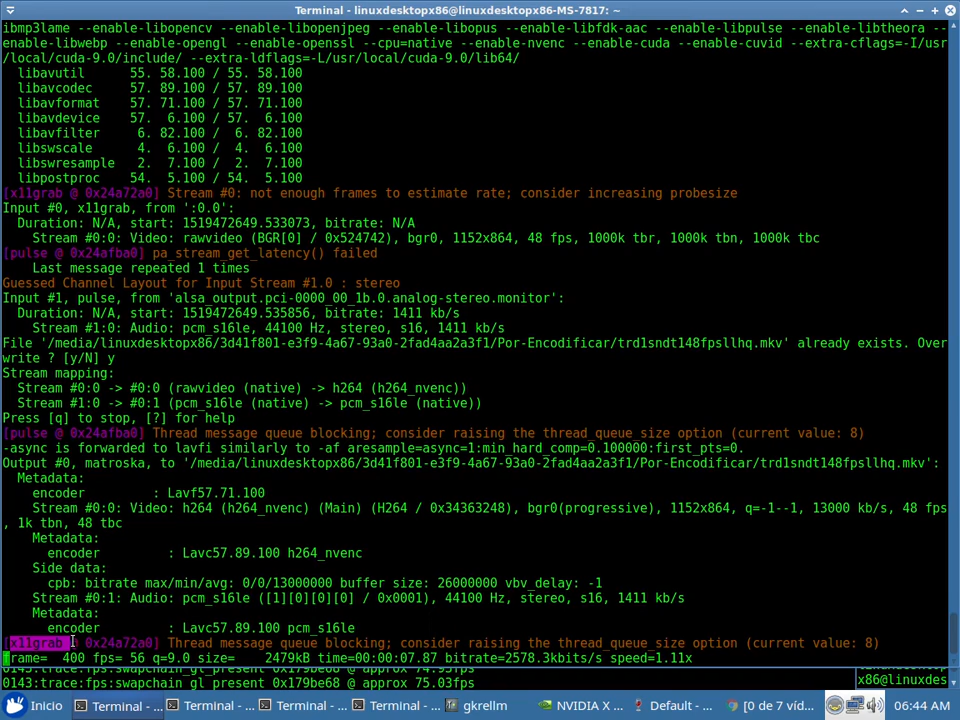 Terminal - linuxdesktopx86@linuxdesktopx86-MS-7817: ~
ibmp3lame --enable-libopencv --enable-libopenjpeg --enable-libopus --enable-libfdk-aac --enable-libpulse --enable-libtheora --
enable-libwebp --enable-opengl --enable-openssl --cpu=native --enable-nvenc --enable-cuda --enable-cuvid --extra-cflags=-I/usr
/local/cuda-9.0/include/ --extra-ldflags=-L/usr/local/cuda-9.0/lib64/
libavutil      55. 58.100 / 55. 58.100
libavcodec     57. 89.100 / 57. 89.100
libavformat    57. 71.100 / 57. 71.100
libavdevice    57.  6.100 / 57.  6.100
libavfilter     6. 82.100 /  6. 82.100
libswscale      4.  6.100 /  4.  6.100
libswresample   2.  7.100 /  2.  7.100
libpostproc    54.  5.100 / 54.  5.100
[x11grab @ 0x24a72a0] Stream #0: not enough frames to estimate rate; consider increasing probesize
Input #0, x11grab, from ':0.0':
Duration: N/A, start: 1519472649.533073, bitrate: N/A
Stream #0:0: Video: rawvideo (BGR[0] / 0x524742), bgr0, 1152x864, 48 fps, 1000k tbr, 1000k tbn, 1000k tbc
[pulse @ 0x24afba0] pa_stream_get_latency() failed
Last message repeated 1 times
Guessed Channel Layout for Input Stream #1.0 : stereo
Input #1, pulse, from 'alsa_output.pci-0000_00_1b.0.analog-stereo.monitor':
Duration: N/A, start: 1519472649.535856, bitrate: 1411 kb/s
Stream #1:0: Audio: pcm_s16le, 44100 Hz, stereo, s16, 1411 kb/s
File '/media/linuxdesktopx86/3d41f801-e3f9-4a67-93a0-2fad4aa2a3f1/Por-Encodificar/trd1sndt148fpsllhq.mkv' already exists. Over
write ? [y/N] y
Stream mapping:
Stream #0:0 -> #0:0 (rawvideo (native) -> h264 (h264_nvenc))
Stream #1:0 -> #0:1 (pcm_s16le (native) -> pcm_s16le (native))
Press [q] to stop, [?] for help
[pulse @ 0x24afba0] Thread message queue blocking; consider raising the thread_queue_size option (current value: 8)
-async is forwarded to lavfi similarly to -af aresample=async=1:min_hard_comp=0.100000:first_pts=0.
Output #0, matroska, to '/media/linuxdesktopx86/3d41f801-e3f9-4a67-93a0-2fad4aa2a3f1/Por-Encodificar/trd1sndt148fpsllhq.mkv':
Metadata:
encoder         : Lavf57.71.100
Stream #0:0: Video: h264 (h264_nvenc) (Main) (H264 / 0x34363248), bgr0(progressive), 1152x864, q=-1--1, 13000 kb/s, 48 fps
, 1k tbn, 48 tbc
Metadata:
encoder         : Lavc57.89.100 h264_nvenc
Side data:
cpb: bitrate max/min/avg: 0/0/13000000 buffer size: 26000000 vbv_delay: -1
Stream #0:1: Audio: pcm_s16le ([1][0][0][0] / 0x0001), 44100 Hz, stereo, s16, 1411 kb/s
Metadata:
encoder         : Lavc57.89.100 pcm_s16le
[x11grab @ 0x24a72a0] Thread message queue blocking; consider raising the thread_queue_size option (current value: 8)
frame=  400 fps= 56 q=9.0 size=    2479kB time=00:00:07.87 bitrate=2578.3kbits/s speed=1.11x
0143:trace:fps:swapchain_gl_present 0x179be68 @ approx 74.93fps
0143:trace:fps:swapchain_gl_present 0x179be68 @ approx 75.03fps
x86@linuxdes
Inicio Terminal - ... Terminal - ... Terminal - ... Terminal - ... gkrellm NVIDIA X ... Default - ... [0 de 7 víd... 06:44 AM